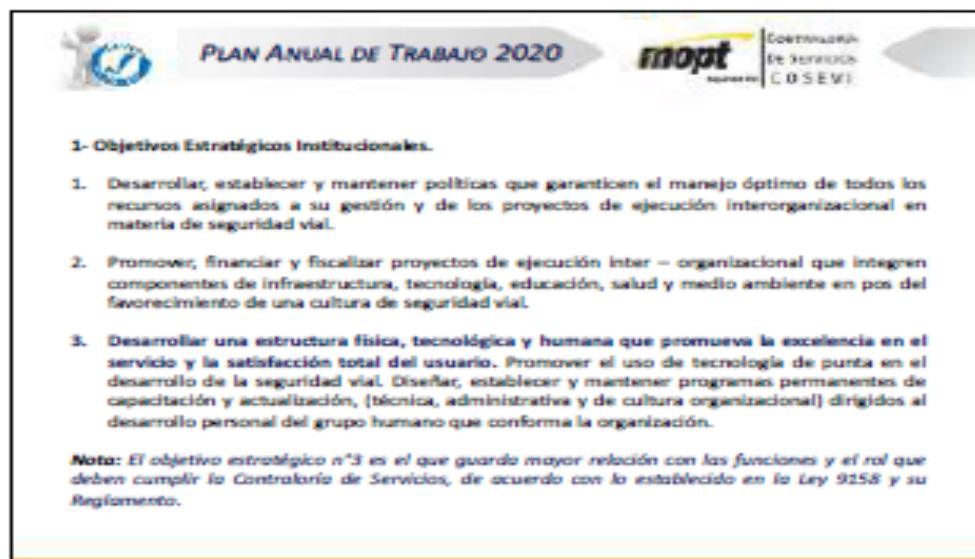 PLAN ANUAL DE TRABAJO 2020
mopt
CONTRALORÍA
DE SERVICIOS
COSEVI
1- Objetivos Estratégicos Institucionales.
1. Desarrollar, establecer y mantener políticas que garanticen el manejo óptimo de todos los
recursos asignados a su gestión y de los proyectos de ejecución interorganizacional en
materia de seguridad vial.
2. Promover, financiar y fiscalizar proyectos de ejecución inter – organizacional que integren
componentes de infraestructura, tecnología, educación, salud y medio ambiente en pos del
favorecimiento de una cultura de seguridad vial.
3. Desarrollar una estructura física, tecnológica y humana que promueva la excelencia en el
servicio y la satisfacción total del usuario. Promover el uso de tecnología de punta en el
desarrollo de la seguridad vial. Diseñar, establecer y mantener programas permanentes de
capacitación y actualización, (técnica, administrativa y de cultura organizacional) dirigidos al
desarrollo personal del grupo humano que conforma la organización.
Nota: El objetivo estratégico n°3 es el que guarda mayor relación con las funciones y el rol que
deben cumplir la Contraloría de Servicios, de acuerdo con lo establecido en la Ley 9158 y su
Reglamento.